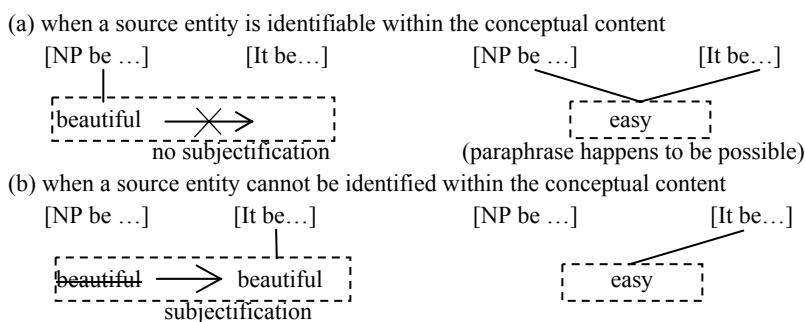 (a) when a source entity is identifiable within the conceptual content
[NP be …] [It be…] [NP be …] [It be…]
beautiful easy
no subjectification (paraphrase happens to be possible)
(b) when a source entity cannot be identified within the conceptual content
[NP be …] [It be…] [NP be …] [It be…]
beautiful beautiful easy
subjectification